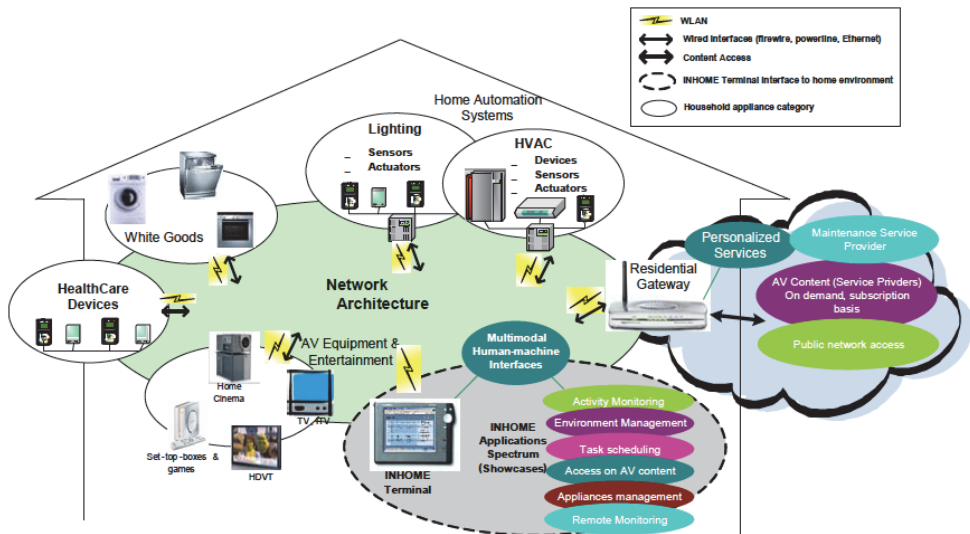 WLAN
Wired Interfaces (firewire, powerline, Ethernet)
Content Access
INHOME Terminal Interface to home environment
Household appliance category
Home Automation
Systems
Lighting
– Sensors
– Actuators
HVAC
– Devices
– Sensors
– Actuators
White Goods
HealthCare
Devices
Network
Architecture
Residential
Gateway
Personalized
Services
Maintenance Service
Provider
AV Content (Service Privders)
On demand, subscription
basis
Public network access
AV Equipment &
Entertainment
Home
Cinema
TV ITV
Set-top-boxes &
games
HDVT
Multimodal
Human-machine
Interfaces
INHOME
Terminal
INHOME
Applications
Spectrum
(Showcases)
Activity Monitoring
Environment Management
Task scheduling
Access on AV content
Appliances management
Remote Monitoring